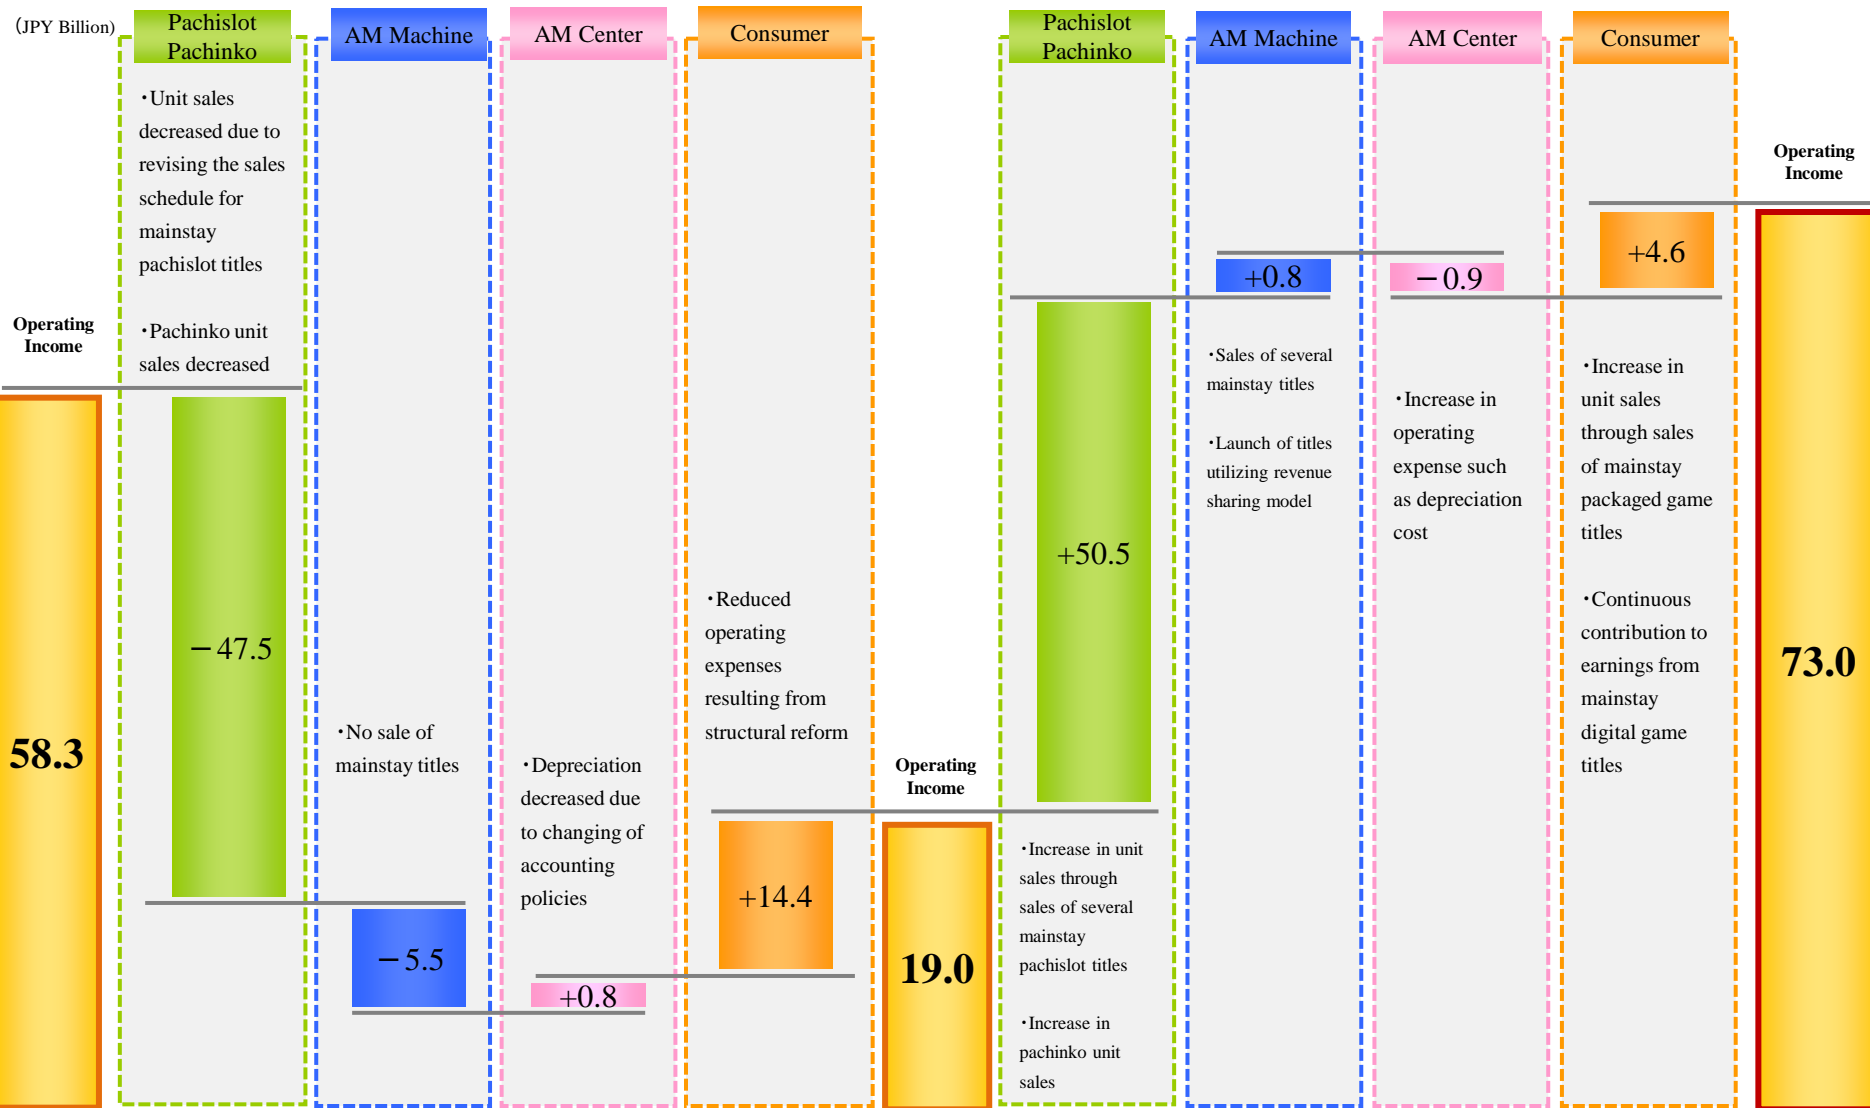 (JPY Billion)
Operating
Income
58.3
Pachislot
Pachinko
・Unit sales
decreased due to
revising the sales
schedule for
mainstay
pachislot titles
・Pachinko unit
sales decreased
－47.5
AM Machine
・No sale of
mainstay titles
－5.5
AM Center
・Depreciation
decreased due
to changing of
accounting
policies
+0.8
Consumer
・Reduced
operating
expenses
resulting from
structural reform
+14.4
Operating
Income
19.0
Pachislot
Pachinko
+50.5
・Increase in unit
sales through
sales of several
mainstay
pachislot titles
・Increase in
pachinko unit
sales
AM Machine
+0.8
・Sales of several
mainstay titles
・Launch of titles
utilizing revenue
sharing model
AM Center
－0.9
・Increase in
operating
expense such
as depreciation
cost
Consumer
+4.6
・Increase in
unit sales
through sales
of mainstay
packaged game
titles
・Continuous
contribution to
earnings from
mainstay
digital game
titles
Operating
Income
73.0